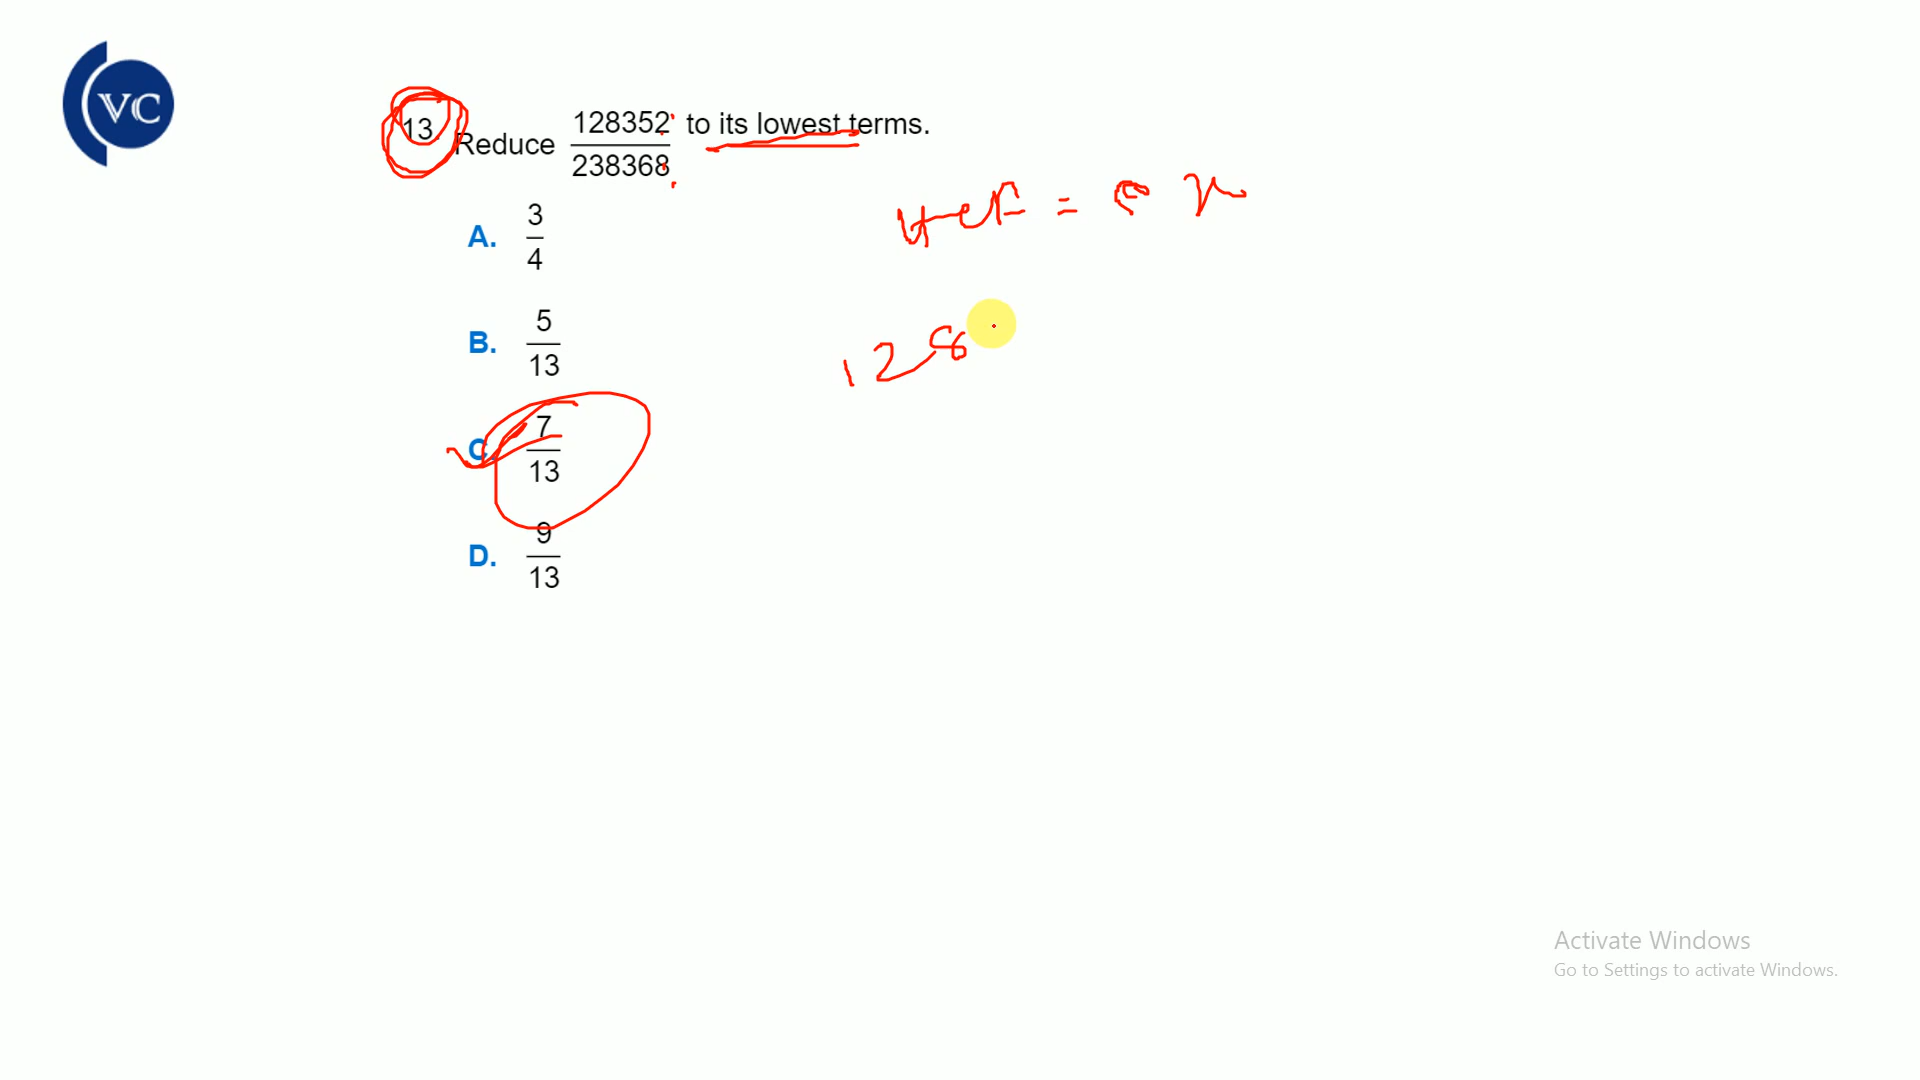 VC
13. Reduce 128352/238368 to its lowest terms.
A. 3/4
B. 5/13
C. 7/13
D. 9/13
HCF =
128
Activate Windows
Go to Settings to activate Windows.